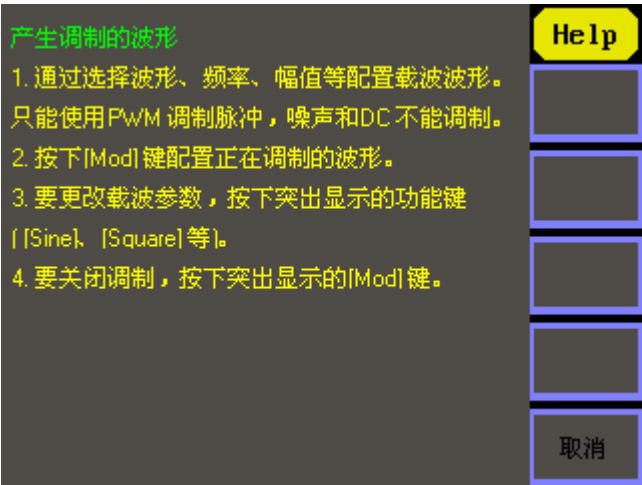 产生调制的波形
Help
1. 通过选择波形、频率、幅值等配置载波波形。
只能使用PWM 调制脉冲，噪声和DC 不能调制。
2. 按下[Mod] 键配置正在调制的波形。
3. 要更改载波参数，按下突出显示的功能键
( [Sine]、 [Square] 等)。
4. 要关闭调制，按下突出显示的[Mod] 键。
取消